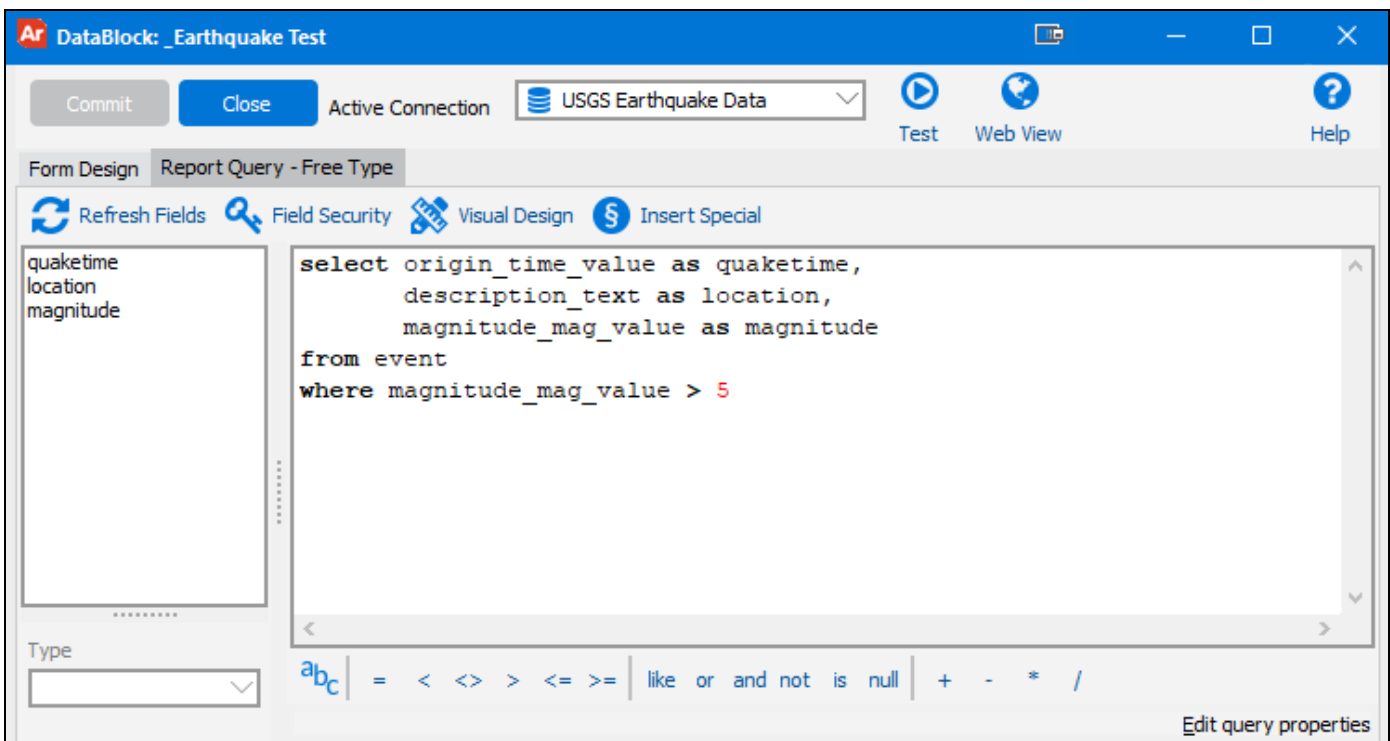 Ar DataBlock: _Earthquake Test
Commit Close Active Connection USGS Earthquake Data Test Web View Help
Form Design Report Query - Free Type
Refresh Fields Field Security Visual Design § Insert Special
quaketime
location
magnitude
select origin_time_value as quaketime,
description_text as location,
magnitude_mag_value as magnitude
from event
where magnitude_mag_value > 5
Type
abc = < <> > <= >= like or and not is null + - * /
Edit query properties